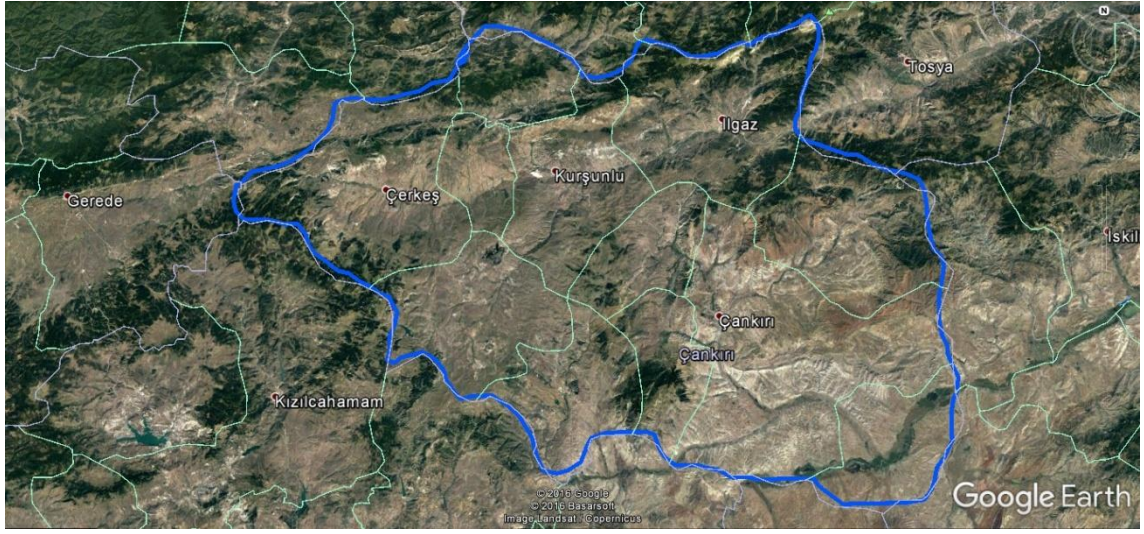 N
Tosya
Ilgaz
Kurşunlu
Çerkeş
Gerede
İskil
Çankırı
Çankırı
Kızılcahamam
© 2016 Google
© 2016 Basarsoft
Image Landsat / Copernicus
Google Earth